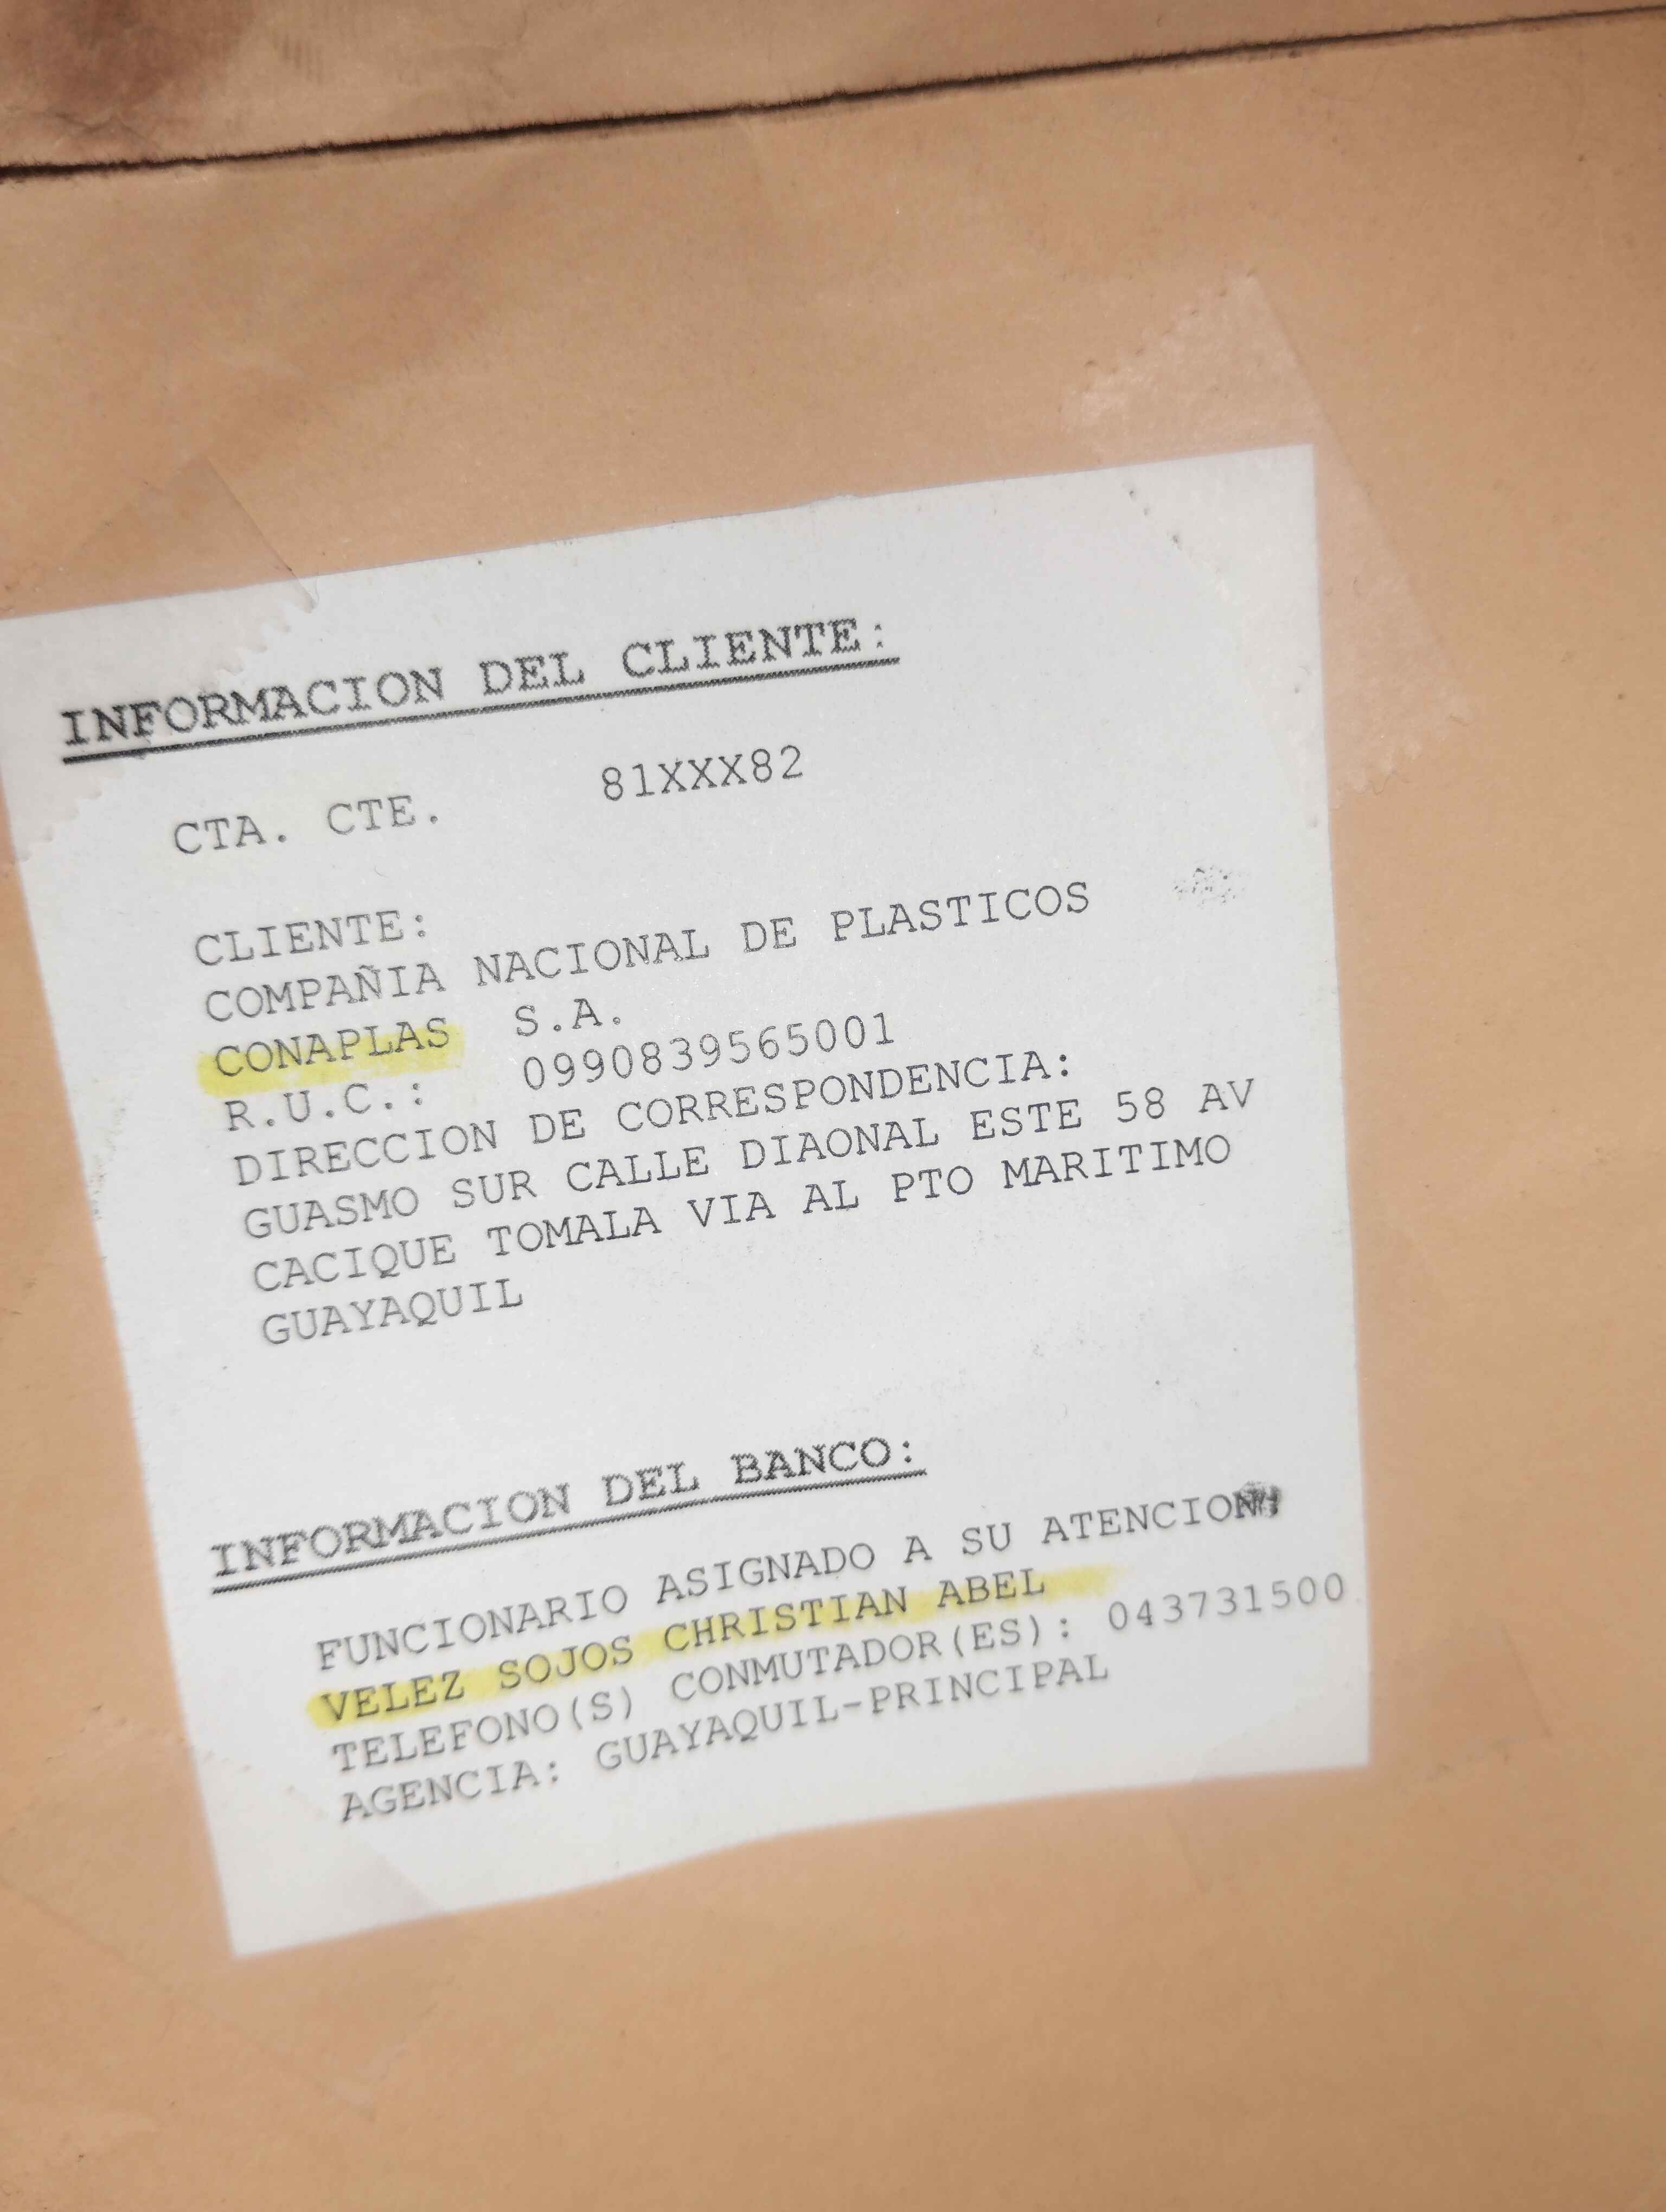 INFORMACION DEL CLIENTE:
CTA. CTE. 81XXX82
CLIENTE:
COMPAÑIA NACIONAL DE PLASTICOS
CONAPLAS S.A.
R.U.C.: 0990839565001
DIRECCION DE CORRESPONDENCIA:
GUASMO SUR CALLE DIAONAL ESTE 58 AV
CACIQUE TOMALA VIA AL PTO MARITIMO
GUAYAQUIL
INFORMACION DEL BANCO:
FUNCIONARIO ASIGNADO A SU ATENCION
VELEZ SOJOS CHRISTIAN ABEL
TELEFONO(S) CONMUTADOR(ES): 043731500
AGENCIA: GUAYAQUIL-PRINCIPAL